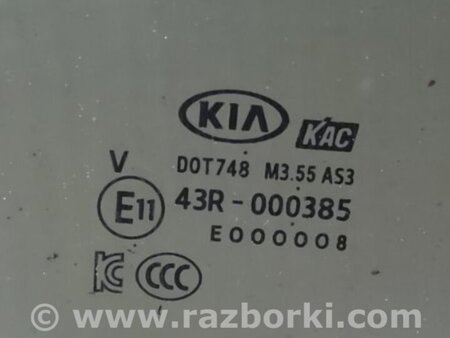 KIA KAC
V DOT748 M3.55 AS3
E11 43R-000385
E000008
KC CCC
© www.razborki.com